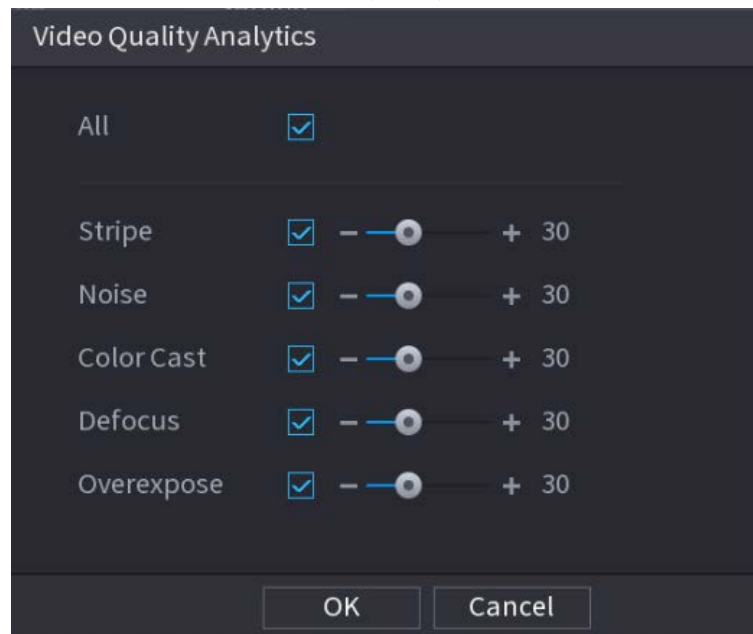 Video Quality Analytics
All
Stripe 30
Noise 30
Color Cast 30
Defocus 30
Overexpose 30
OK Cancel